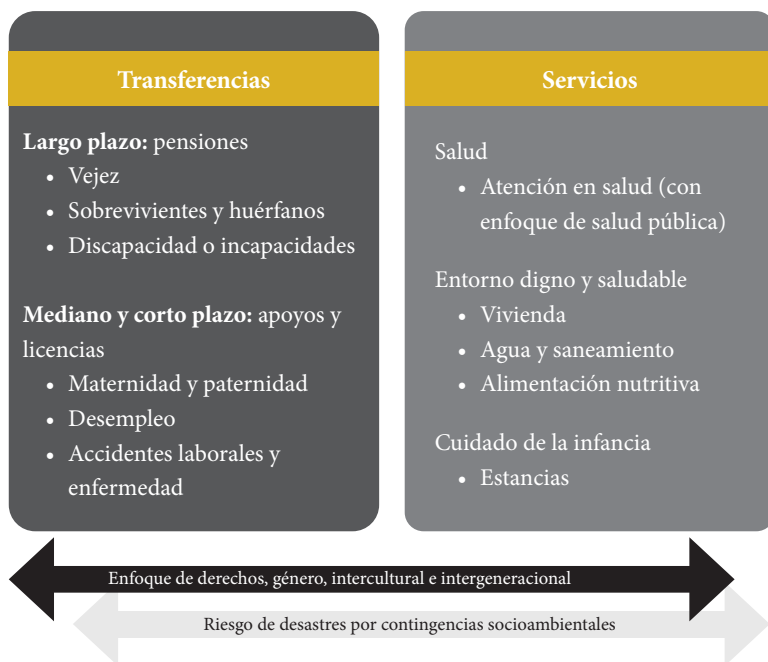 Transferencias
Largo plazo: pensiones
• Vejez
• Sobrevivientes y huérfanos
• Discapacidad o incapacidades
Mediano y corto plazo: apoyos y
licencias
• Maternidad y paternidad
• Desempleo
• Accidentes laborales y
enfermedad
Servicios
Salud
• Atención en salud (con
enfoque de salud pública)
Entorno digno y saludable
• Vivienda
• Agua y saneamiento
• Alimentación nutritiva
Cuidado de la infancia
• Estancias
Enfoque de derechos, género, intercultural e intergeneracional
Riesgo de desastres por contingencias socioambientales